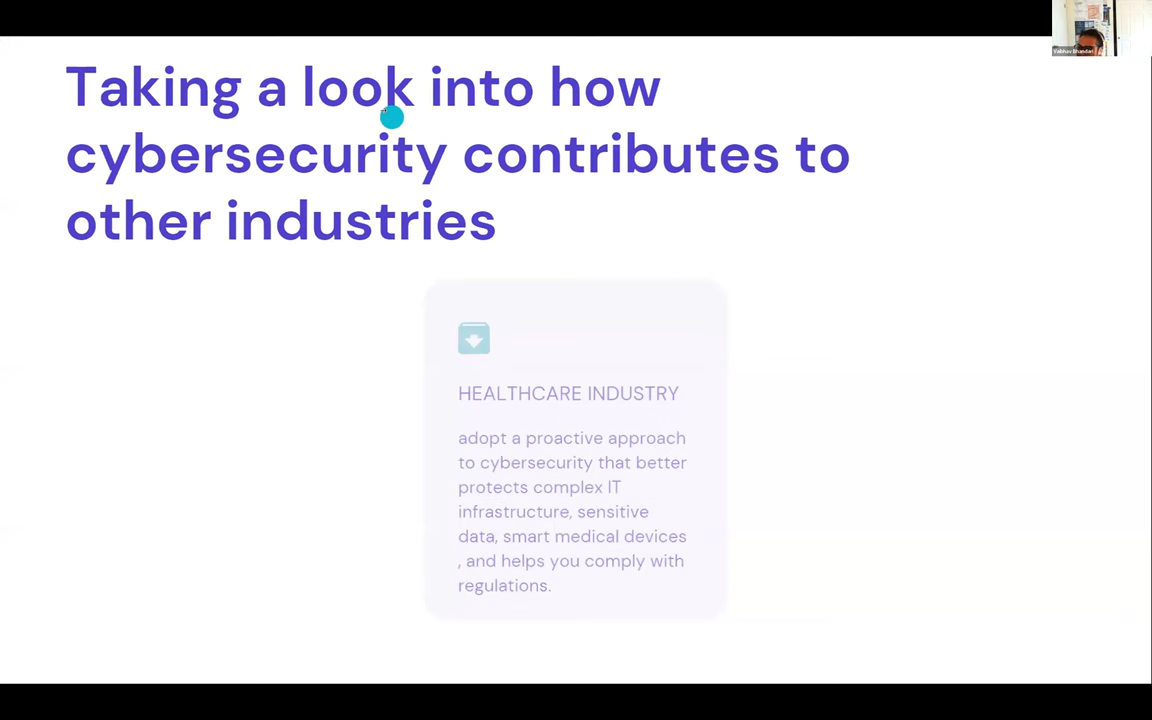 Taking a look into how
cybersecurity contributes to
other industries
HEALTHCARE INDUSTRY
adopt a proactive approach
to cybersecurity that better
protects complex IT
infrastructure, sensitive
data, smart medical devices
, and helps you comply with
regulations.